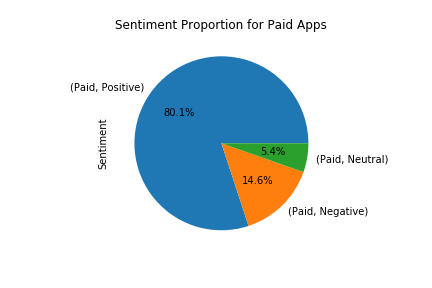 Sentiment Proportion for Paid Apps
(Paid, Positive)
80.1%
Sentiment
5.4%
(Paid, Neutral)
14.6%
(Paid, Negative)